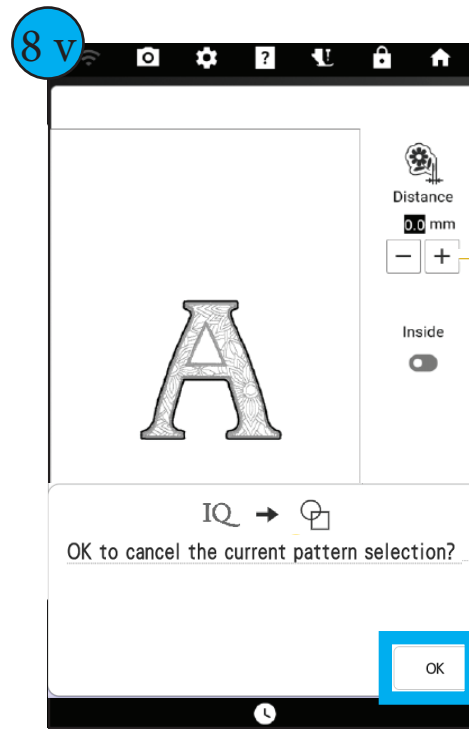 8 v
?
Distance
0.0 mm
− +
Inside
A
IQ →
OK to cancel the current pattern selection?
OK